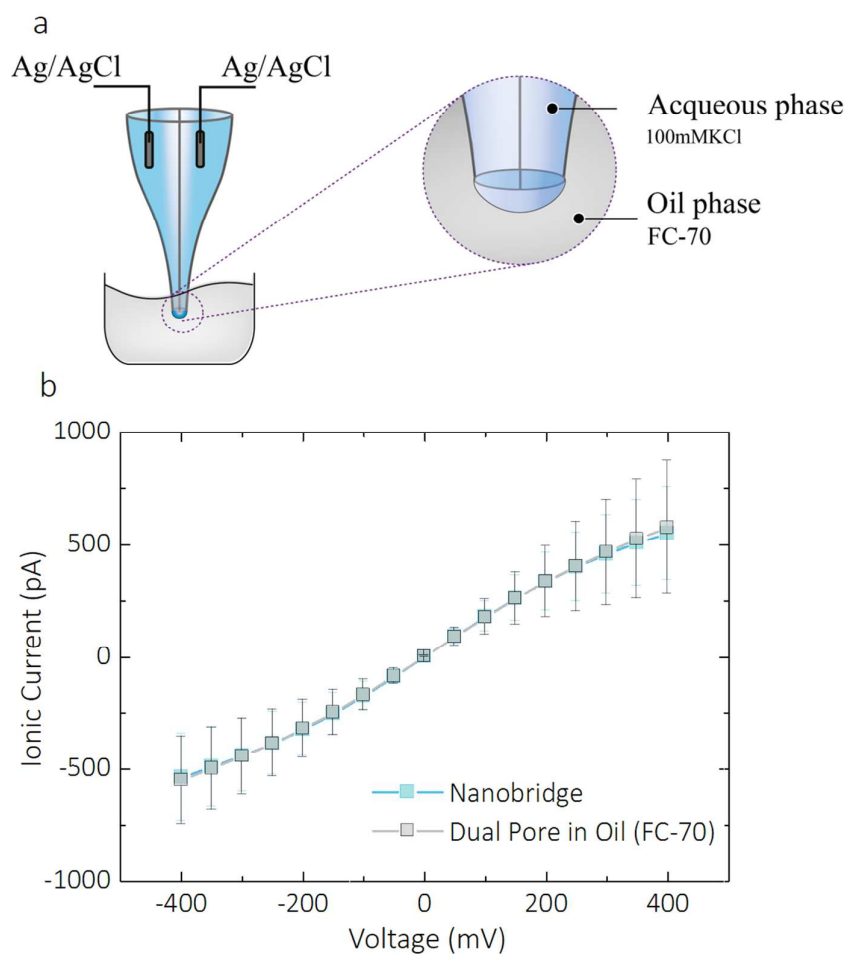 a
Ag/AgCl
Ag/AgCl
Acqueous phase
100mMKCl
Oil phase
FC-70
b
1000
500
0
-500
-1000
Ionic Current (pA)
-400
-200
0
200
400
Voltage (mV)
Nanobridge
Dual Pore in Oil (FC-70)